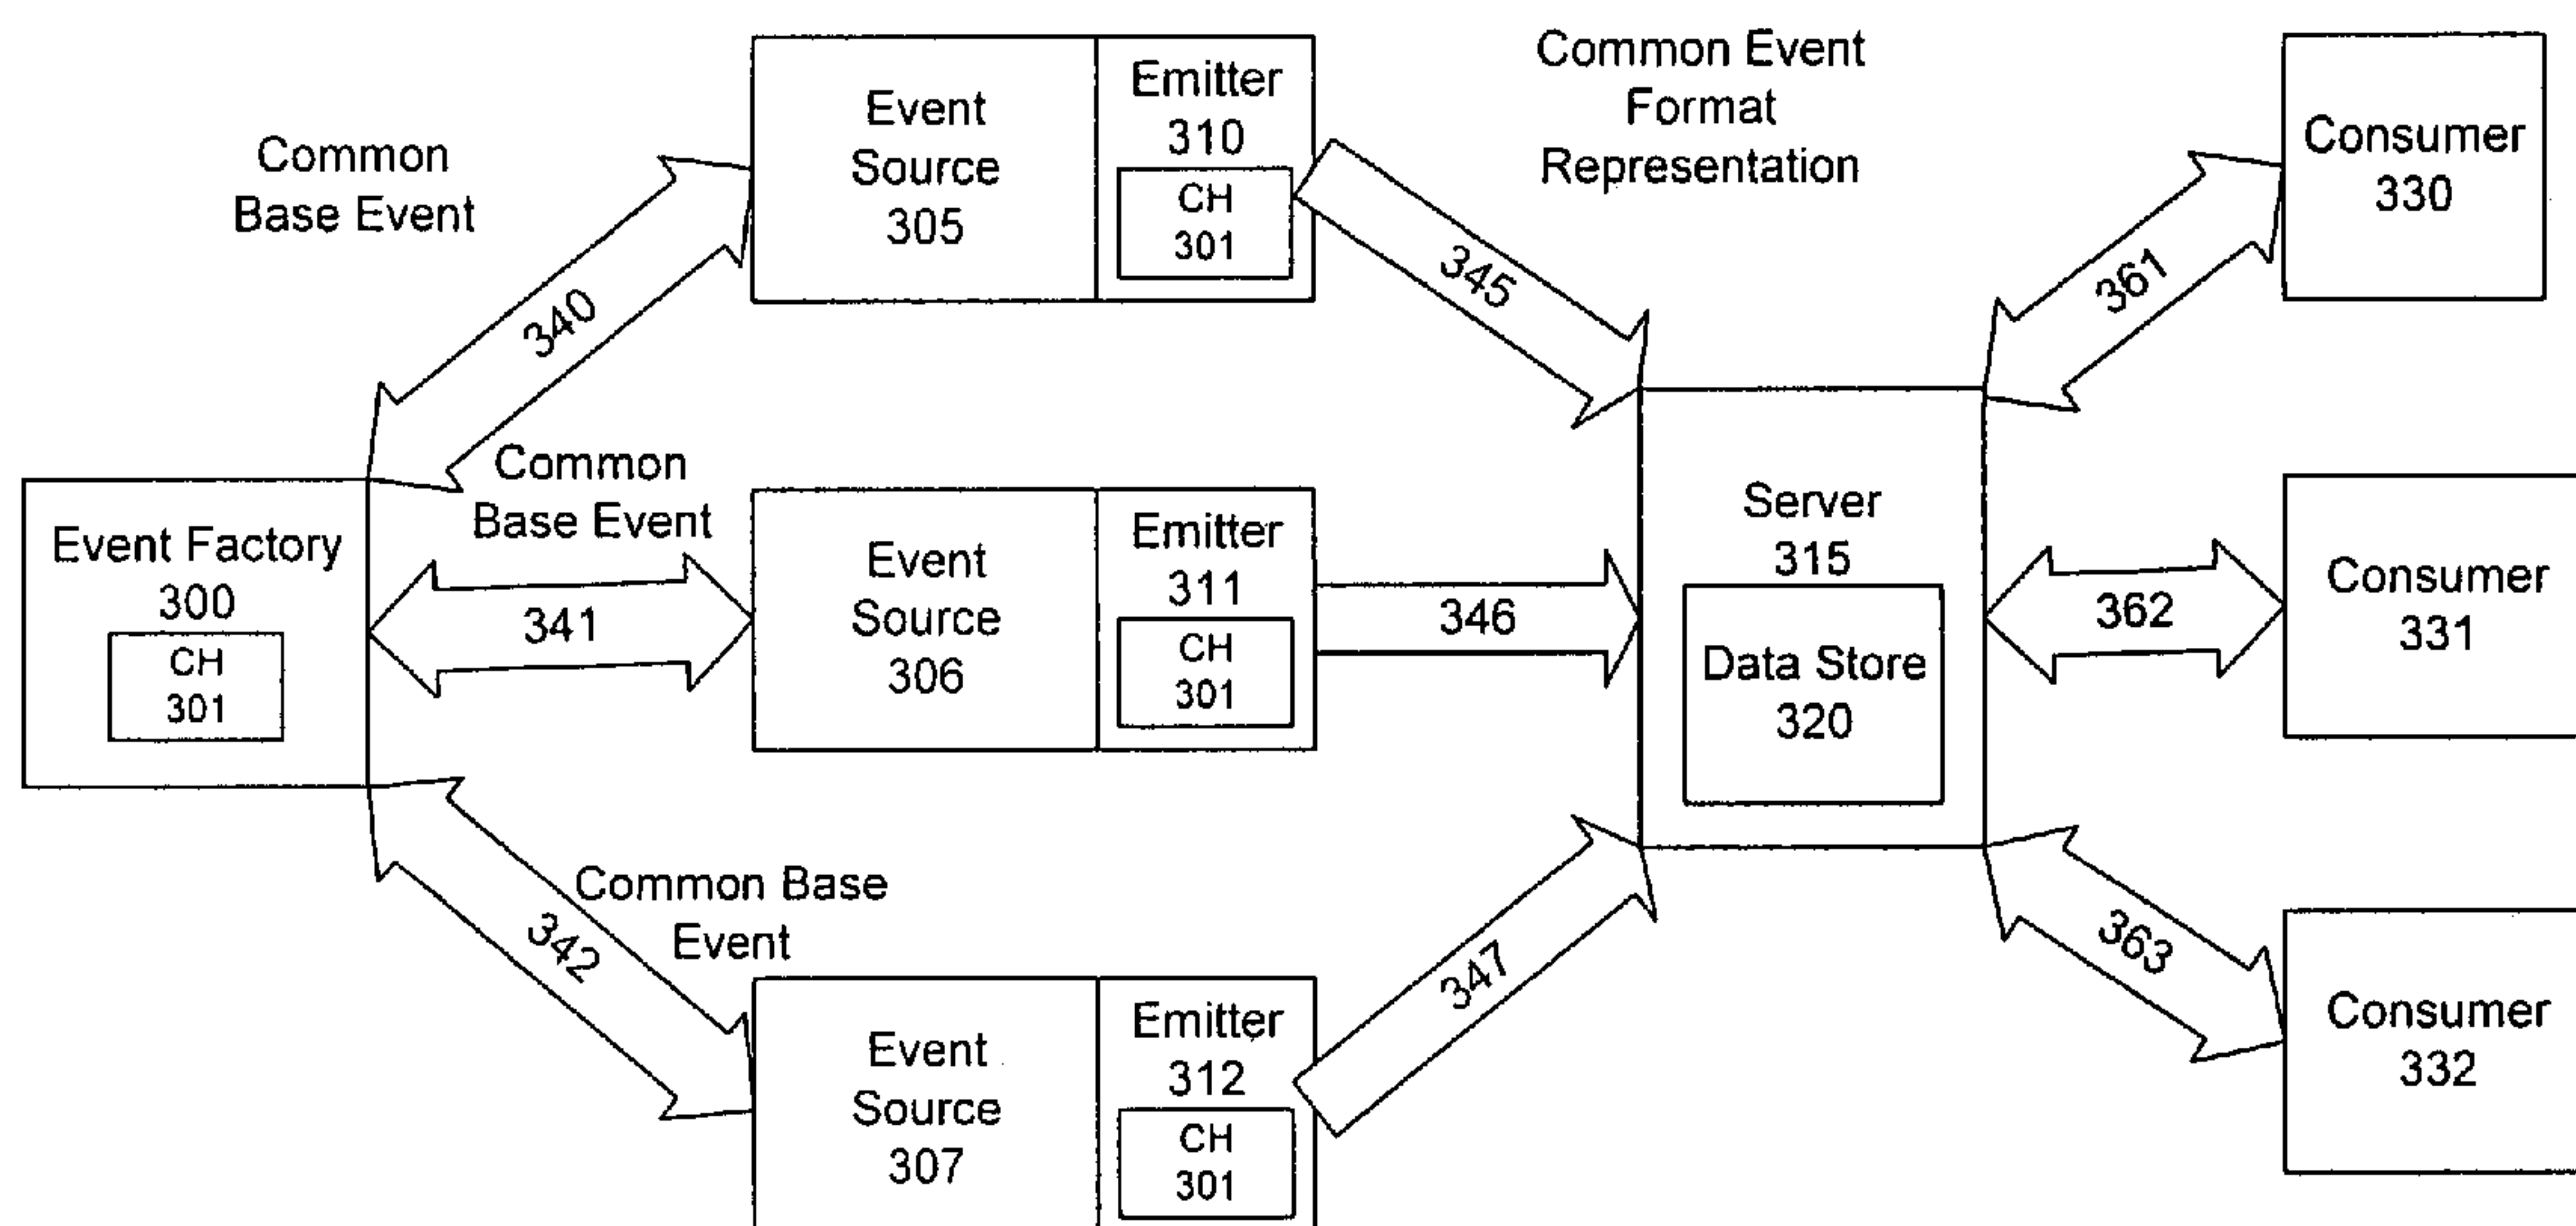 Common
Base Event
Event
Source
305
Emitter
310
CH
301
Common Event
Format
Representation
Consumer
330
340
345
361
Event Factory
300
CH
301
Common
Base Event
341
Event
Source
306
Emitter
311
CH
301
346
Server
315
Data Store
320
362
Consumer
331
342
Common Base
Event
Event
Source
307
Emitter
312
CH
301
347
363
Consumer
332